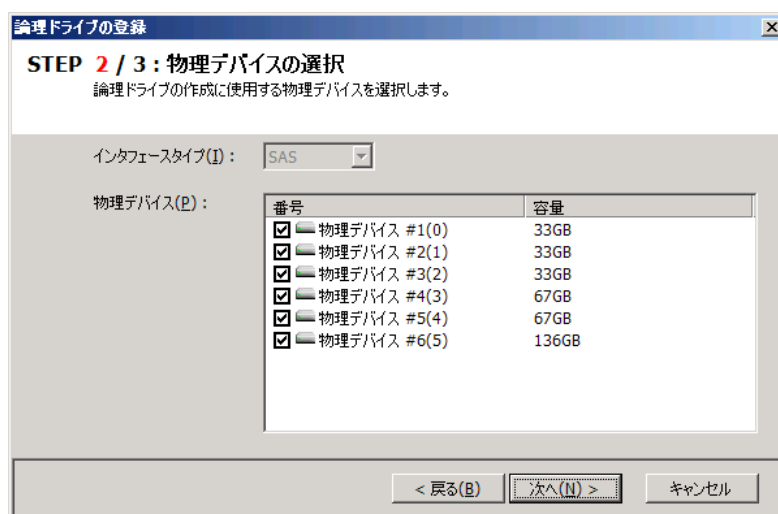 論理ドライブの登録
STEP 2 / 3 : 物理デバイスの選択
論理ドライブの作成に使用する物理デバイスを選択します。
インタフェースタイプ(I) : SAS
物理デバイス(P) :
番号 容量
物理デバイス #1(0) 33GB
物理デバイス #2(1) 33GB
物理デバイス #3(2) 33GB
物理デバイス #4(3) 67GB
物理デバイス #5(4) 67GB
物理デバイス #6(5) 136GB
< 戻る(B) 次へ(N) > キャンセル